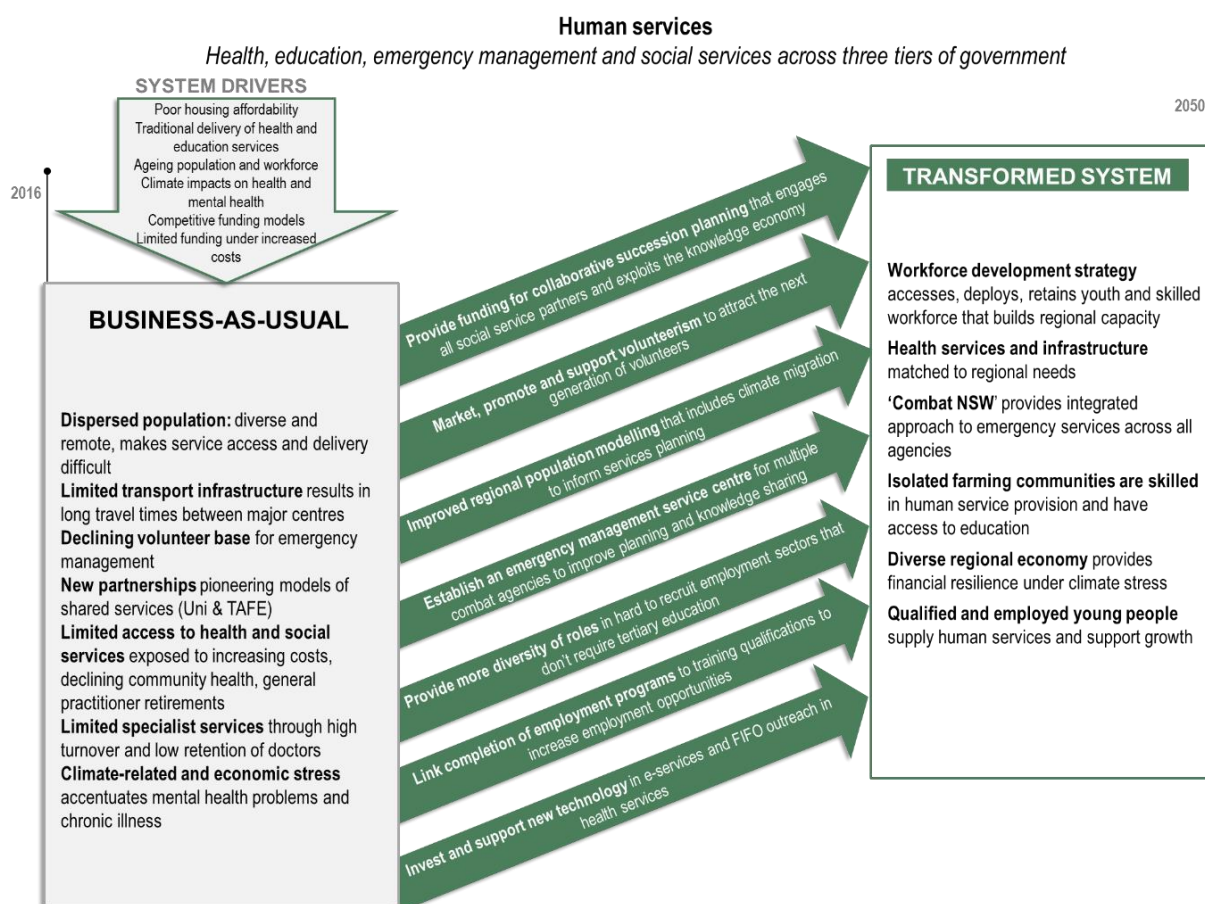 Human services
Health, education, emergency management and social services across three tiers of government
SYSTEM DRIVERS
Poor housing affordability
Traditional delivery of health and
education services
Ageing population and workforce
Climate impacts on health and
mental health
Competitive funding models
Limited funding under increased
costs
2016
2050
BUSINESS-AS-USUAL
Dispersed population: diverse and
remote, makes service access and delivery
difficult
Limited transport infrastructure results in
long travel times between major centres
Declining volunteer base for emergency
management
New partnerships pioneering models of
shared services (Uni & TAFE)
Limited access to health and social
services exposed to increasing costs,
declining community health, general
practitioner retirements
Limited specialist services through high
turnover and low retention of doctors
Climate-related and economic stress
accentuates mental health problems and
chronic illness
Provide funding for collaborative succession planning that engages
all social service partners and exploits the knowledge economy
Market, promote and support volunteerism to attract the next
generation of volunteers
Improved regional population modelling that includes climate migration
to inform services planning
Establish an emergency management service centre for multiple
combat agencies to improve planning and knowledge sharing
Provide more diversity of roles in hard to recruit employment sectors that
don't require tertiary education
Link completion of employment programs to training qualifications to
increase employment opportunities
Invest and support new technology in e-services and FIFO outreach in
health services
TRANSFORMED SYSTEM
Workforce development strategy
accesses, deploys, retains youth and skilled
workforce that builds regional capacity
Health services and infrastructure
matched to regional needs
'Combat NSW' provides integrated
approach to emergency services across all
agencies
Isolated farming communities are skilled
in human service provision and have
access to education
Diverse regional economy provides
financial resilience under climate stress
Qualified and employed young people
supply human services and support growth